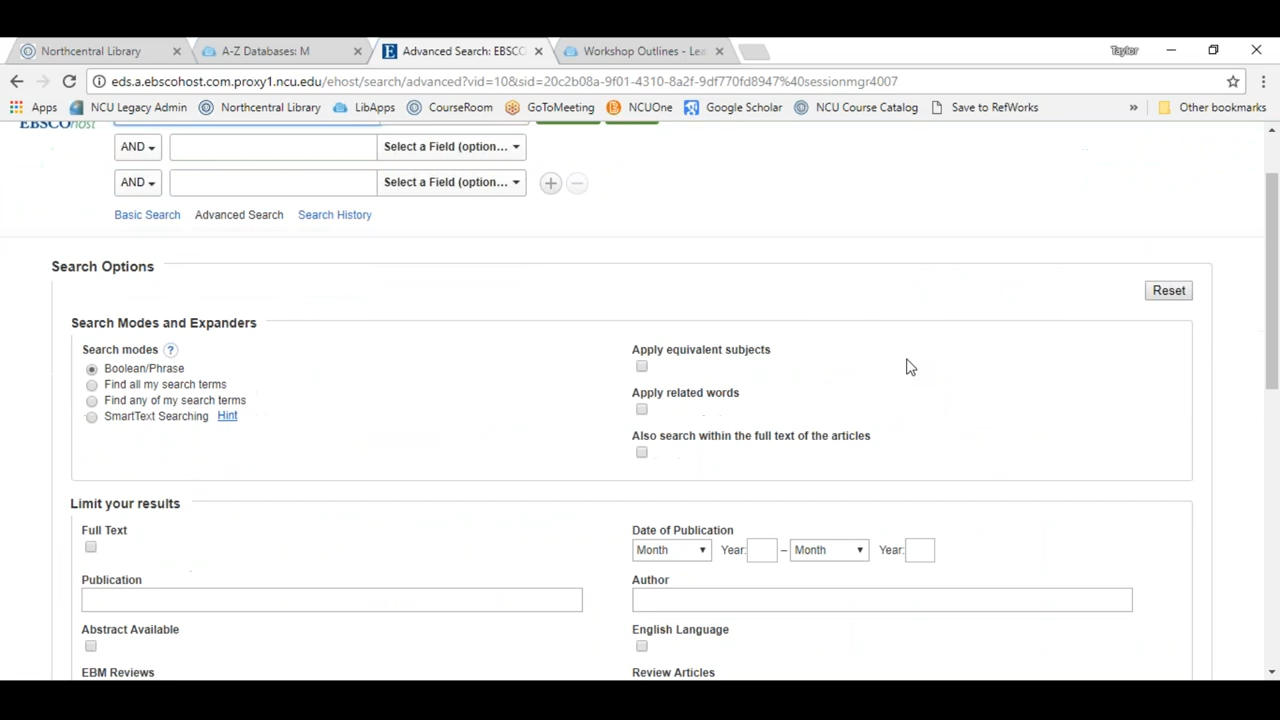 Northcentral Library
A-Z Databases: M
Advanced Search: EBSCO
Workshop Outlines - Lea
Taylor
eds.a.ebscohost.com.proxy1.ncu.edu/ehost/search/advanced?vid=10&sid=20c2b08a-9f01-4310-8a2f-9df770fd8947%40sessionmgr4007
Apps
NCU Legacy Admin
Northcentral Library
LibApps
CourseRoom
GoToMeeting
NCUOne
Google Scholar
NCU Course Catalog
Save to RefWorks
»
Other bookmarks
EBSCOhost
AND
Select a Field (option...
AND
Select a Field (option...
Basic Search
Advanced Search
Search History
Search Options
Reset
Search Modes and Expanders
Search modes ?
Boolean/Phrase
Find all my search terms
Find any of my search terms
SmartText Searching Hint
Apply equivalent subjects
Apply related words
Also search within the full text of the articles
Limit your results
Full Text
Date of Publication
Month Year: – Month Year:
Publication
Author
Abstract Available
English Language
EBM Reviews
Review Articles